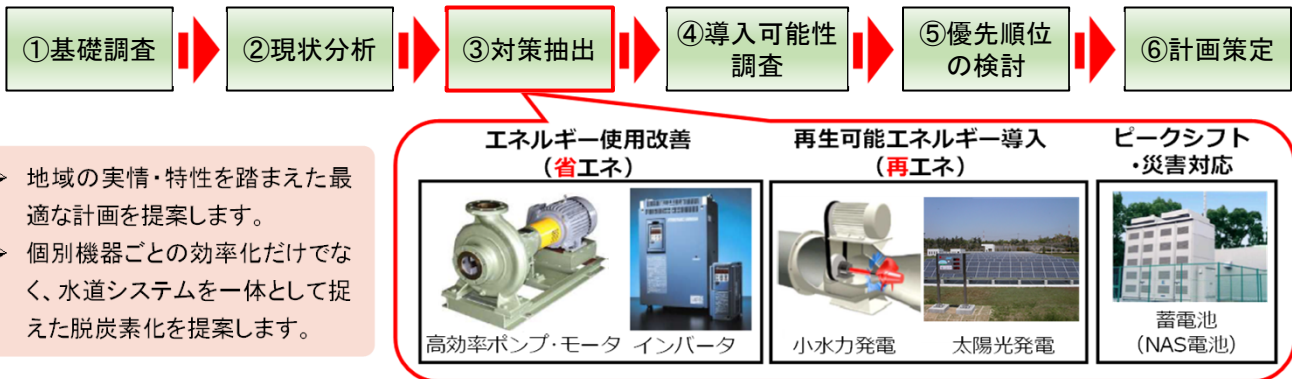 ①基礎調査
②現状分析
③対策抽出
④導入可能性
調査
⑤優先順位
の検討
⑥計画策定
➢ 地域の実情・特性を踏まえた最
適な計画を提案します。
➢ 個別機器ごとの効率化だけでな
く、水道システムを一体として捉
えた脱炭素化を提案します。
エネルギー使用改善
（省エネ）
高効率ポンプ・モータ インバータ
再生可能エネルギー導入
（再エネ）
小水力発電 太陽光発電
ピークシフト
・災害対応
蓄電池
（NAS電池）